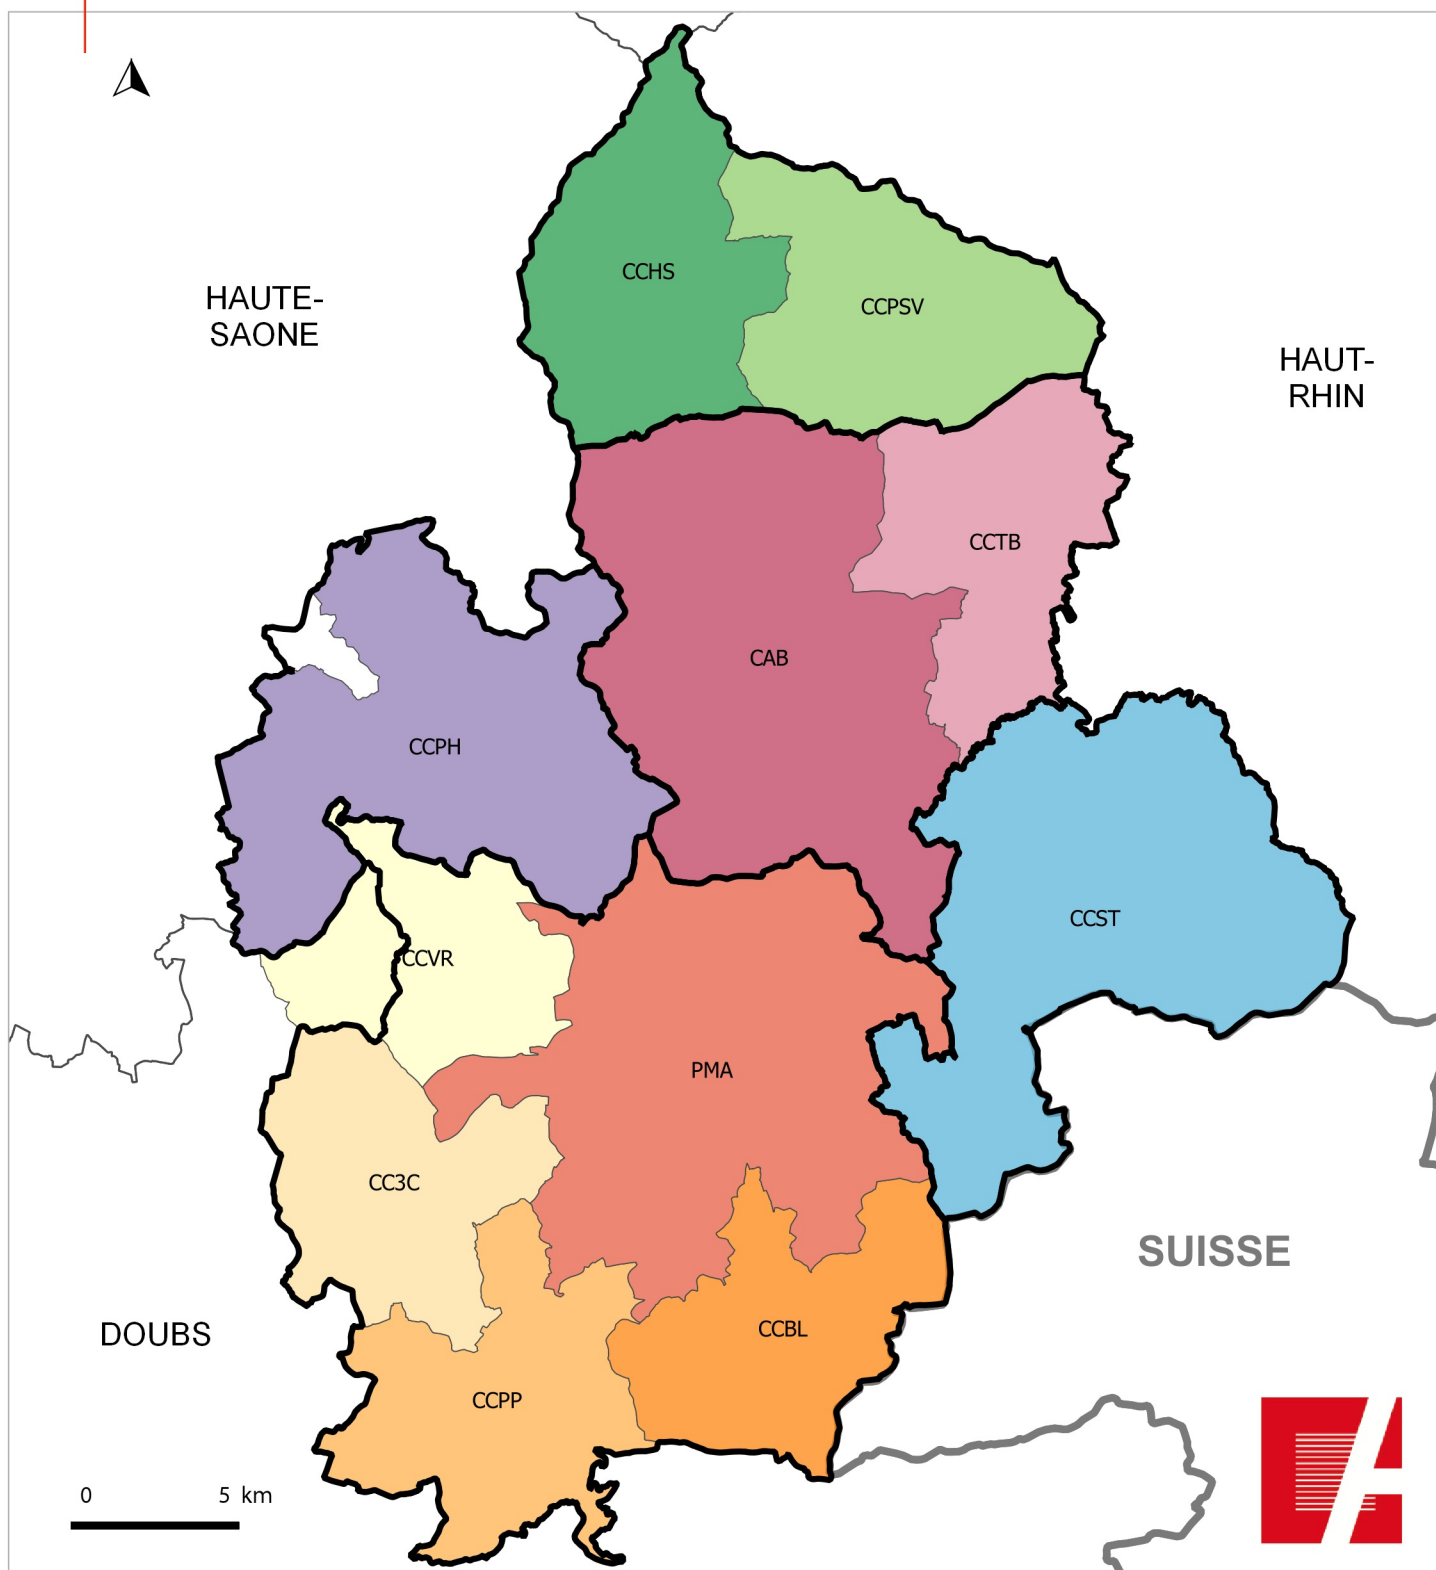 CCHS
CCPSV
HAUTE-
SAONE
HAUT-
RHIN
CCTB
CAB
CCPH
CCST
CCVR
PMA
CC3C
SUISSE
DOUBS
CCBL
CCPP
0 5 km